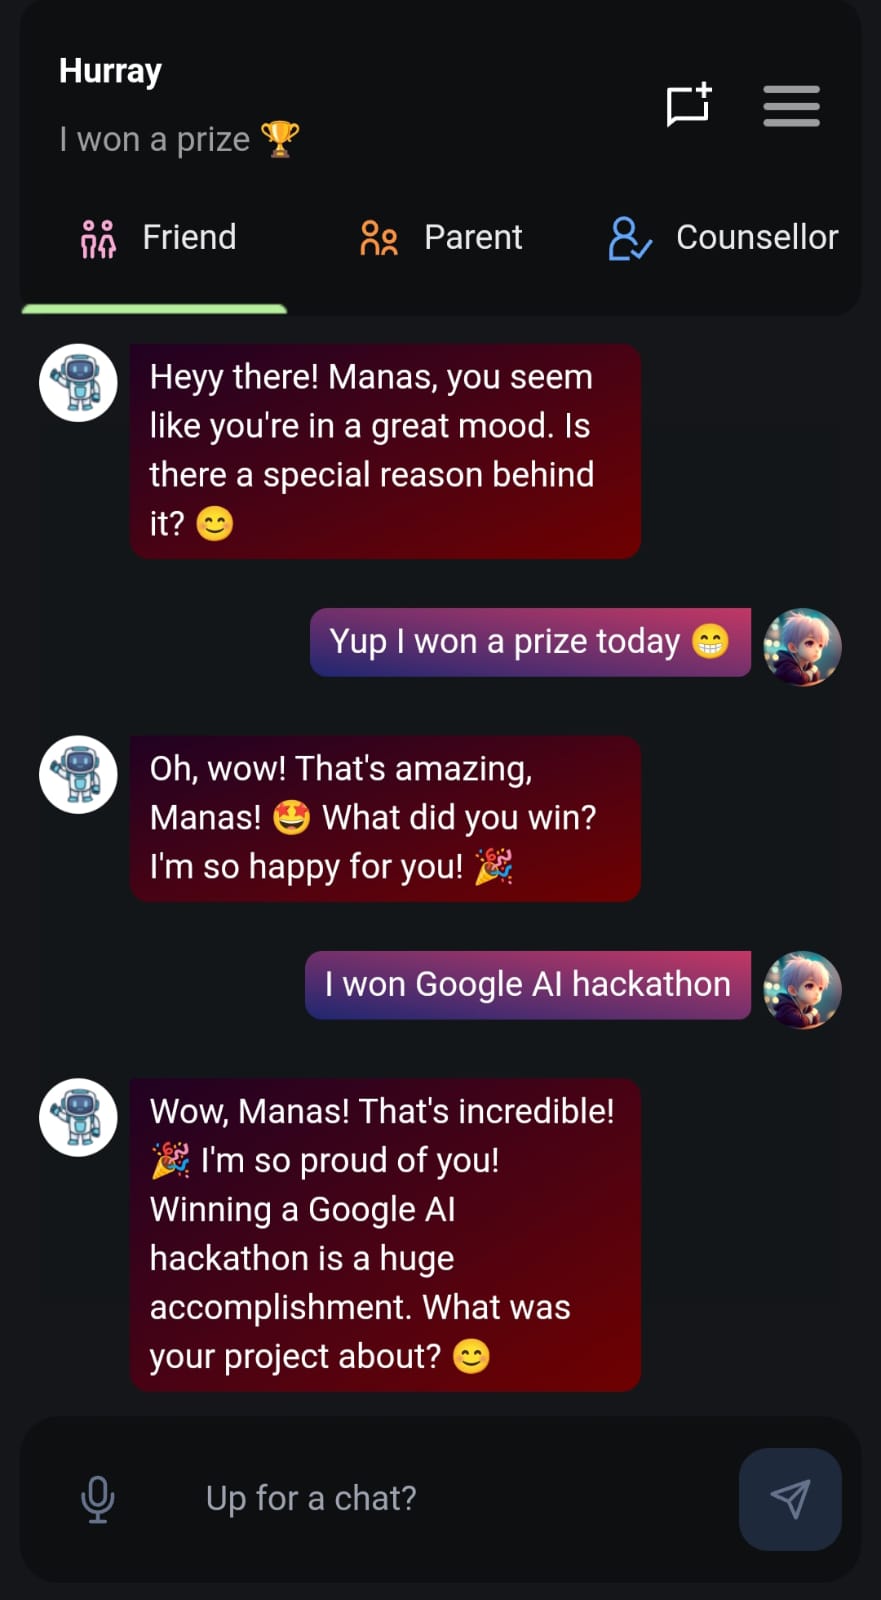 Hurray
I won a prize 🏆
Friend
Parent
Counsellor
Heyy there! Manas, you seem
like you're in a great mood. Is
there a special reason behind
it? 😊
Yup I won a prize today 😁
Oh, wow! That's amazing,
Manas! 🤩 What did you win?
I'm so happy for you! 🎉
I won Google AI hackathon
Wow, Manas! That's incredible!
🎉 I'm so proud of you!
Winning a Google AI
hackathon is a huge
accomplishment. What was
your project about? 😊
Up for a chat?